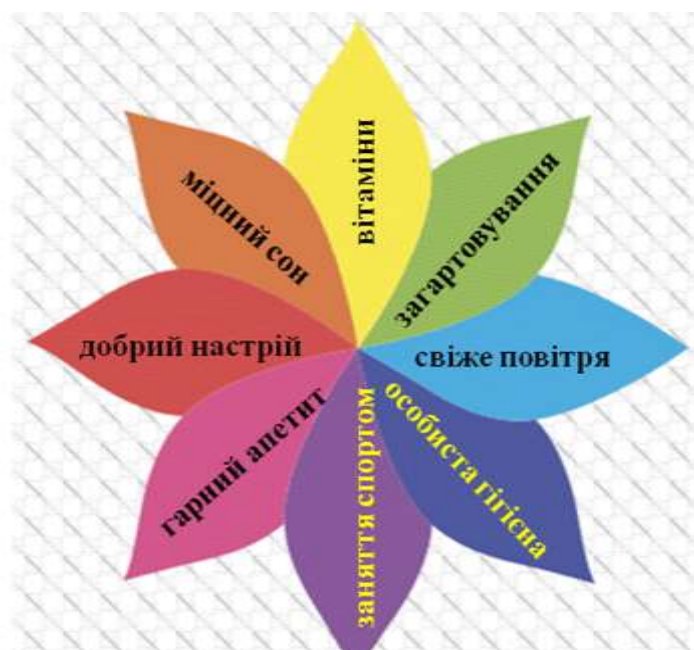 вітаміни
загартовування
свіже повітря
особиста гігієна
заняття спортом
гарний апетит
добрий настрій
міцний сон